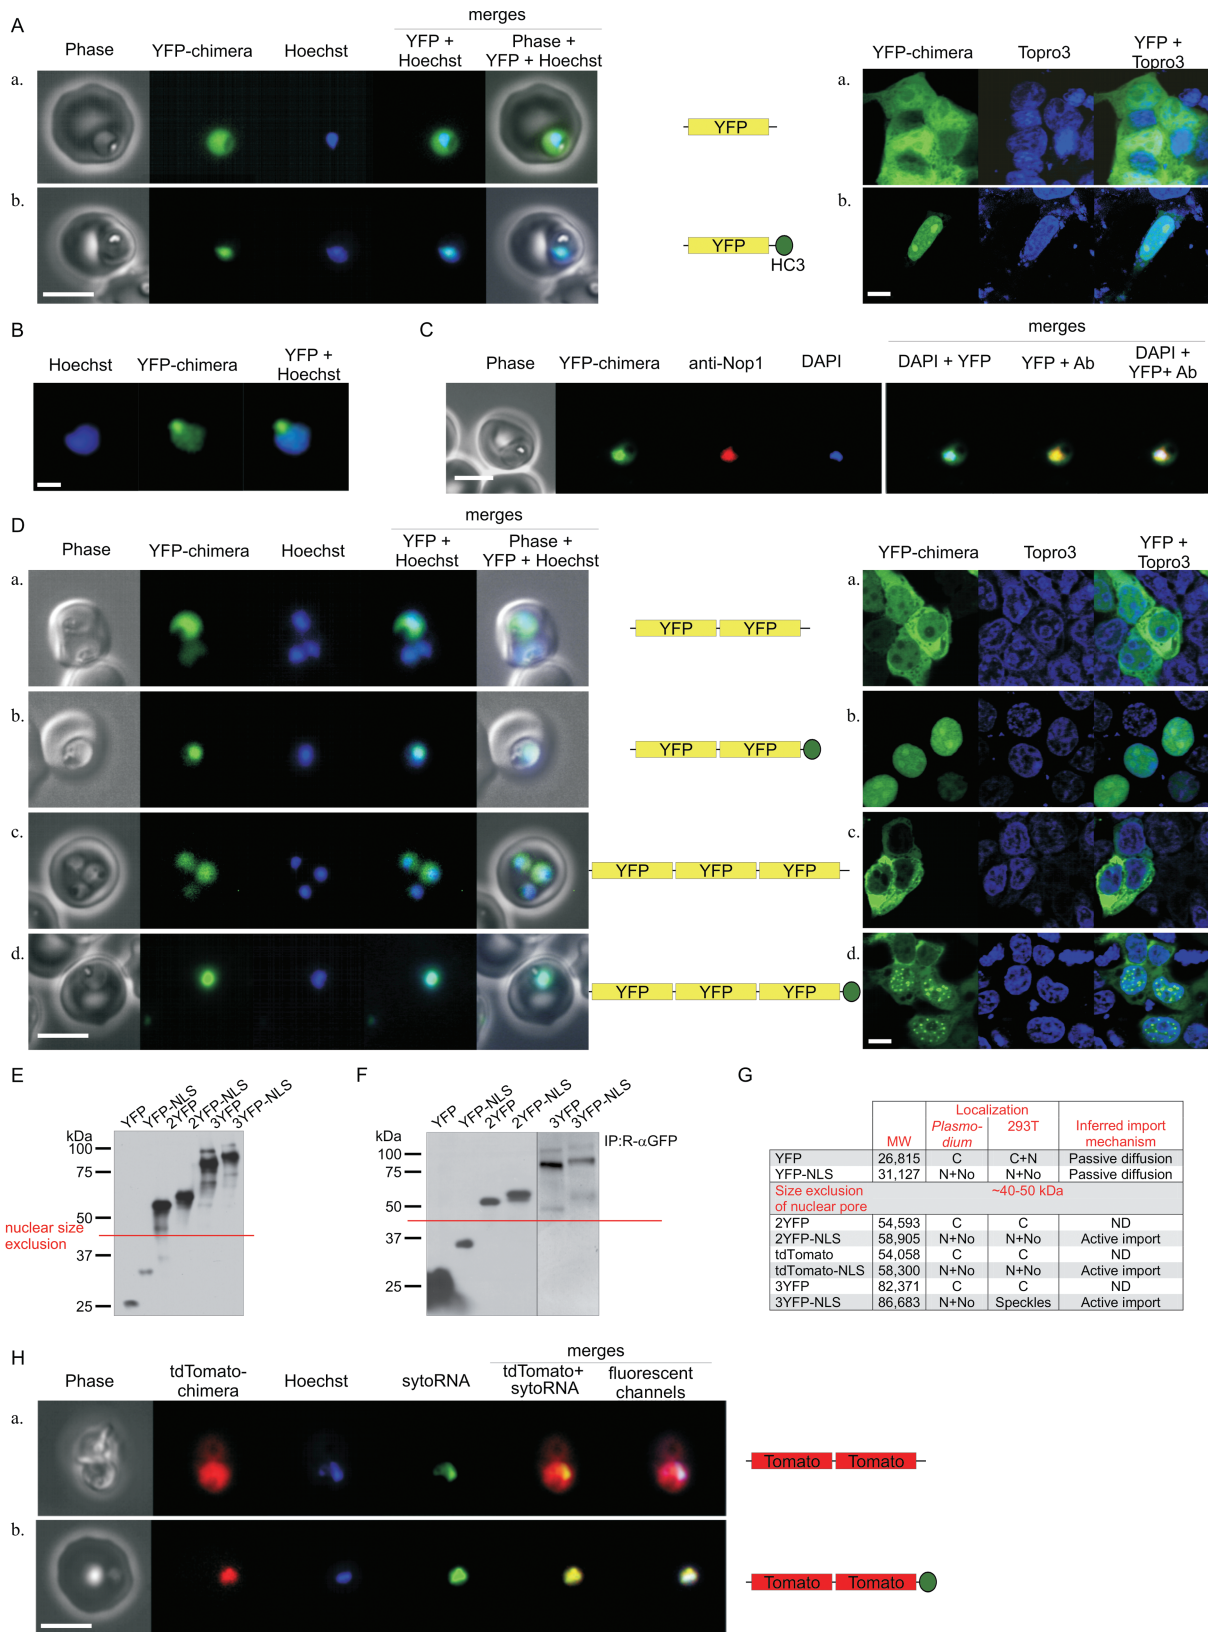 A
merges
Phase YFP-chimera Hoechst YFP + Hoechst Phase + YFP + Hoechst
YFP-chimera Topro3 YFP + Topro3
a.
YFP
a.
b.
YFP
HC3
b.
B
Hoechst YFP-chimera YFP + Hoechst
C
merges
Phase YFP-chimera anti-Nop1 DAPI DAPI + YFP YFP + Ab DAPI + YFP+ Ab
D
merges
Phase YFP-chimera Hoechst YFP + Hoechst Phase + YFP + Hoechst
YFP-chimera Topro3 YFP + Topro3
a.
YFP YFP
a.
b.
YFP YFP
b.
c.
YFP YFP YFP
c.
d.
YFP YFP YFP
d.
E
YFP YFP-NLS 2YFP 2YFP-NLS 3YFP 3YFP-NLS
kDa
100
75
50
nuclear size
exclusion
37
25
F
YFP YFP-NLS 2YFP 2YFP-NLS 3YFP 3YFP-NLS
kDa
IP:R-αGFP
100
75
50
37
25
G
Localization
MW Plasmo-dium 293T Inferred import mechanism
YFP 26,815 C C+N Passive diffusion
YFP-NLS 31,127 N+No N+No Passive diffusion
Size exclusion ~40-50 kDa
of nuclear pore
2YFP 54,593 C C ND
2YFP-NLS 58,905 N+No N+No Active import
tdTomato 54,058 C C ND
tdTomato-NLS 58,300 N+No N+No Active import
3YFP 82,371 C C ND
3YFP-NLS 86,683 N+No Speckles Active import
H
merges
Phase tdTomato-chimera Hoechst sytoRNA tdTomato+ sytoRNA fluorescent channels
a.
Tomato Tomato
b.
Tomato Tomato